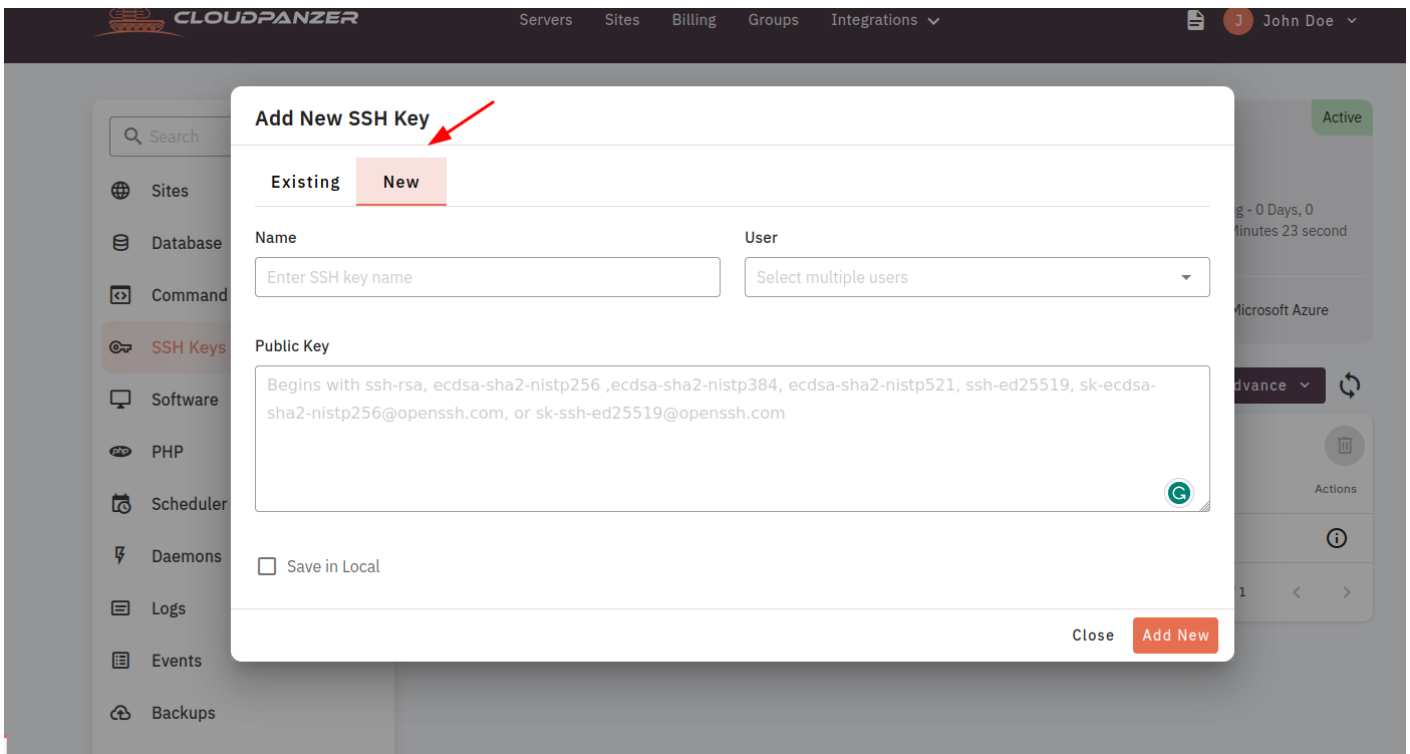 CLOUDPANZER
Servers Sites Billing Groups Integrations
J John Doe
Search
Sites
Database
Command
SSH Keys
Software
PHP
Scheduler
Daemons
Logs
Events
Backups
Add New SSH Key
Existing New
Name
Enter SSH key name
User
Select multiple users
Public Key
Begins with ssh-rsa, ecdsa-sha2-nistp256 ,ecdsa-sha2-nistp384, ecdsa-sha2-nistp521, ssh-ed25519, sk-ecdsa-
sha2-nistp256@openssh.com, or sk-ssh-ed25519@openssh.com
Save in Local
Close Add New
Active
- 0 Days, 0
23 second
Microsoft Azure
Actions
1